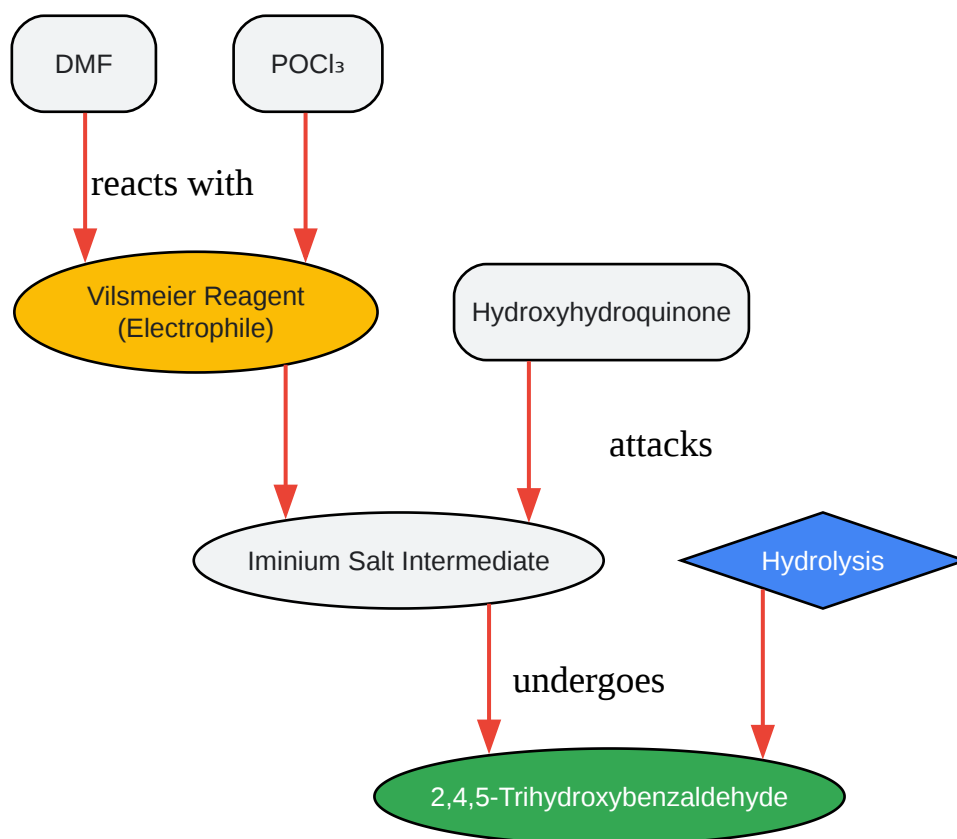 DMF
POCl₃
reacts with
Vilsmeier Reagent
(Electrophile)
Hydroxyhydroquinone
attacks
Iminium Salt Intermediate
Hydrolysis
undergoes
2,4,5-Trihydroxybenzaldehyde